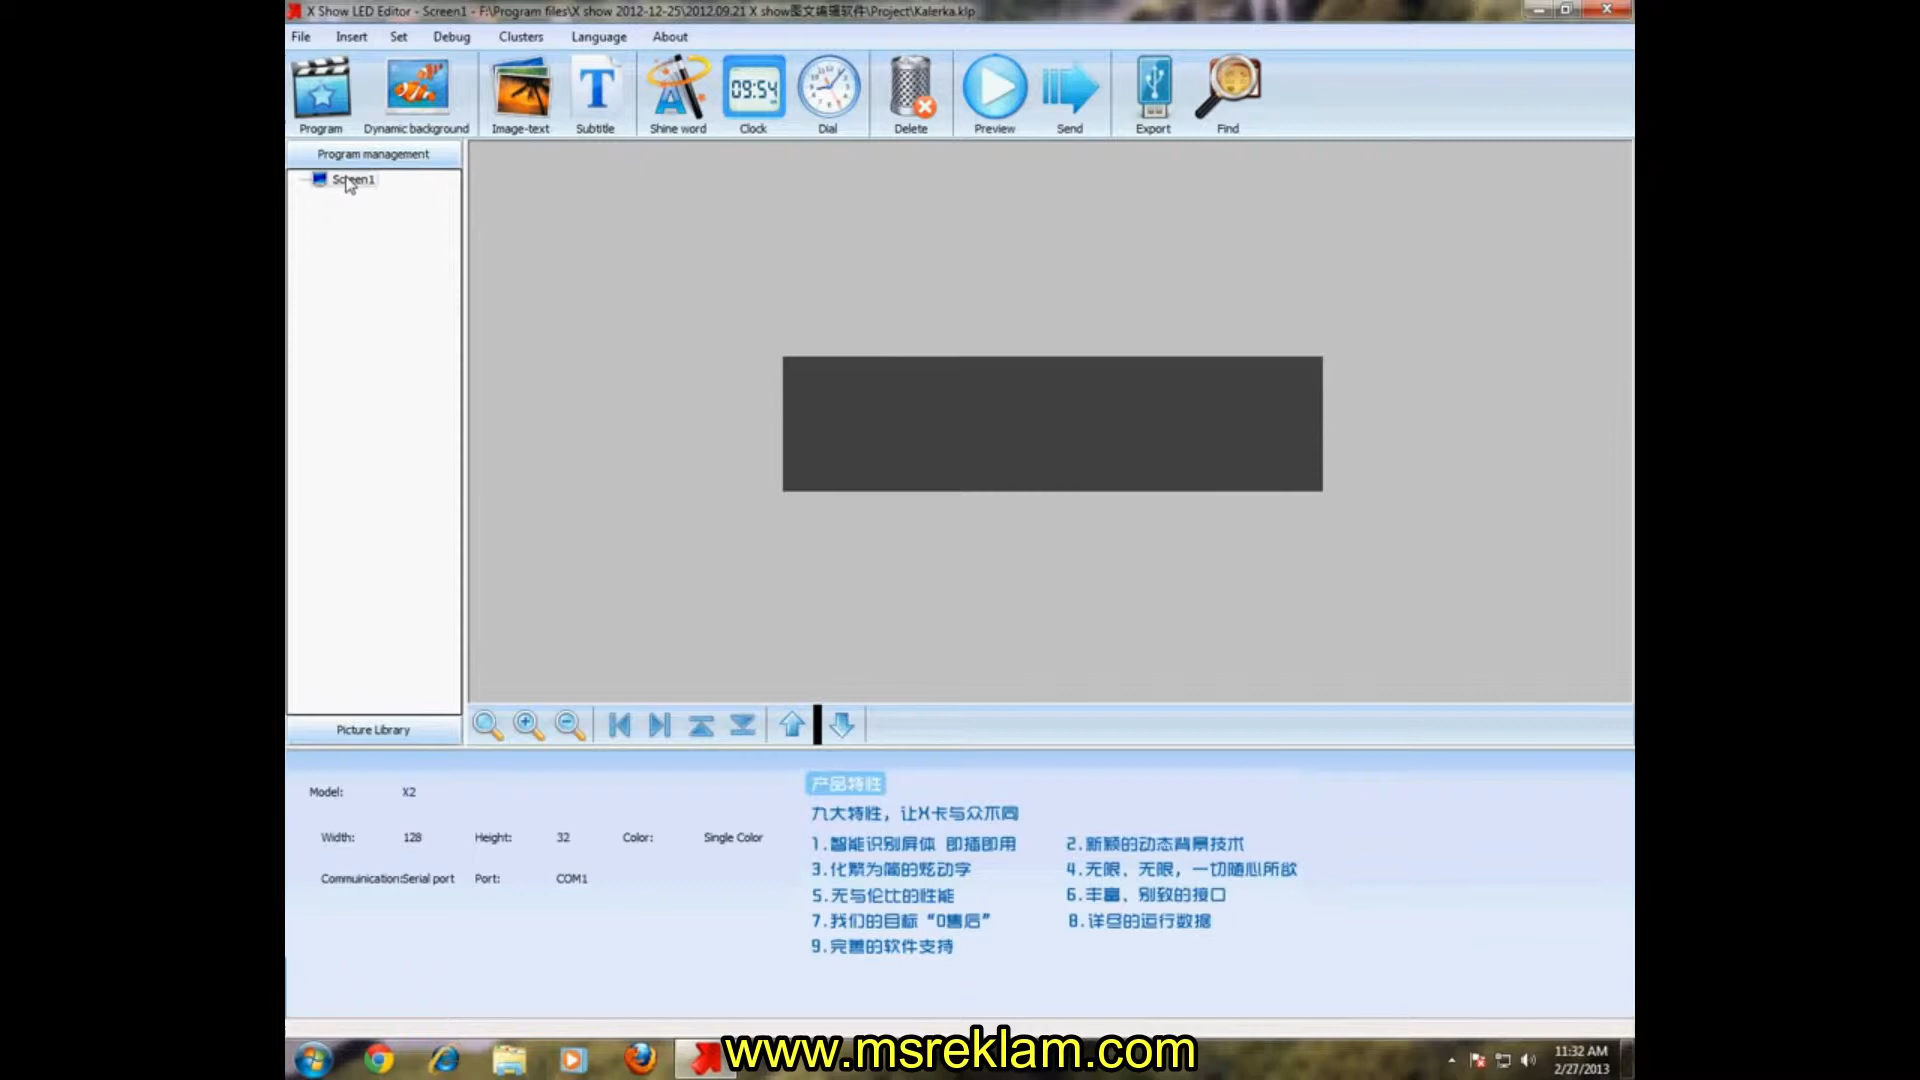 X Show LED Editor - Screen1 - F:\Program files\X show 2012-12-25\2012.09.21 X show图文编辑软件\Project\Kalerka.klp
File Insert Set Debug Clusters Language About
09:54
Program Dynamic background Image-text Subtitle Shine word Clock Dial Delete Preview Send Export Find
Program management
Screen1
Picture Library
Model: X2
Width: 128 Height: 32 Color: Single Color
Commuinication:Serial port Port: COM1
产品特性
九大特性，让X卡与众不同
1.智能识别屏体 即插即用 2.新颖的动态背景技术
3.化繁为简的炫动字 4.无限、无限，一切随心所欲
5.无与伦比的性能 6.丰富、别致的接口
7.我们的目标“0售后” 8.详尽的运行数据
9.完善的软件支持
www.msreklam.com
11:32 AM
2/27/2013